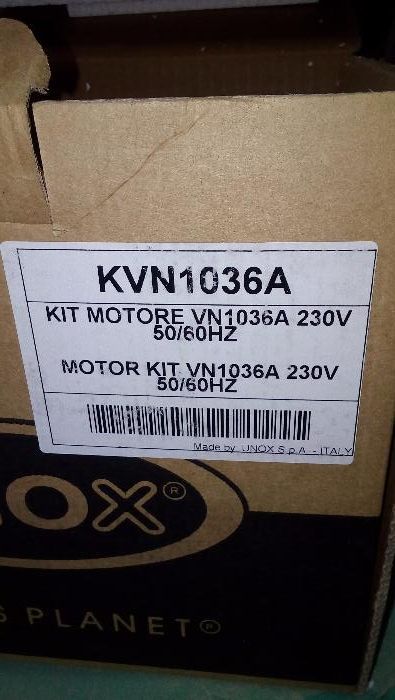 KVN1036A
KIT MOTORE VN1036A 230V
50/60HZ
MOTOR KIT VN1036A 230V
50/60HZ
Made by UNOX S.p.A. - ITALY
OX®
S PLANET®